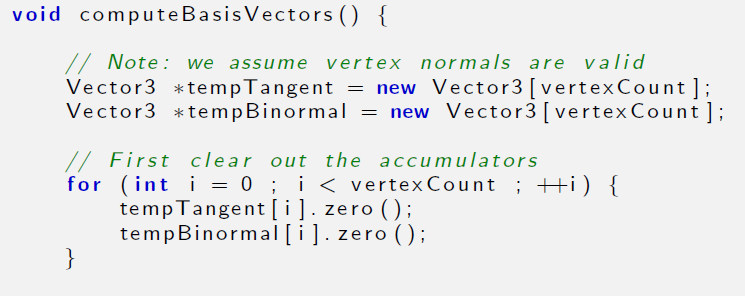 void computeBasisVectors() {
// Note: we assume vertex normals are valid
Vector3 *tempTangent = new Vector3[vertexCount];
Vector3 *tempBinormal = new Vector3[vertexCount];
// First clear out the accumulators
for (int i = 0 ; i < vertexCount ; ++i) {
tempTangent[i].zero();
tempBinormal[i].zero();
}